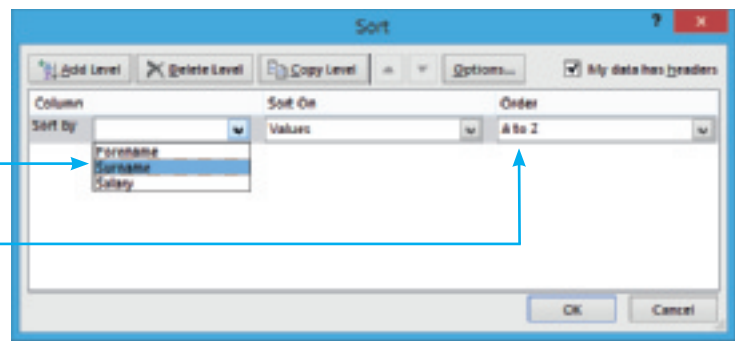 Sort
Add Level Delete Level Copy Level Options... My data has headers
Column Sort On Order
Sort by Values A to Z
Forename
Surname
Salary
OK Cancel